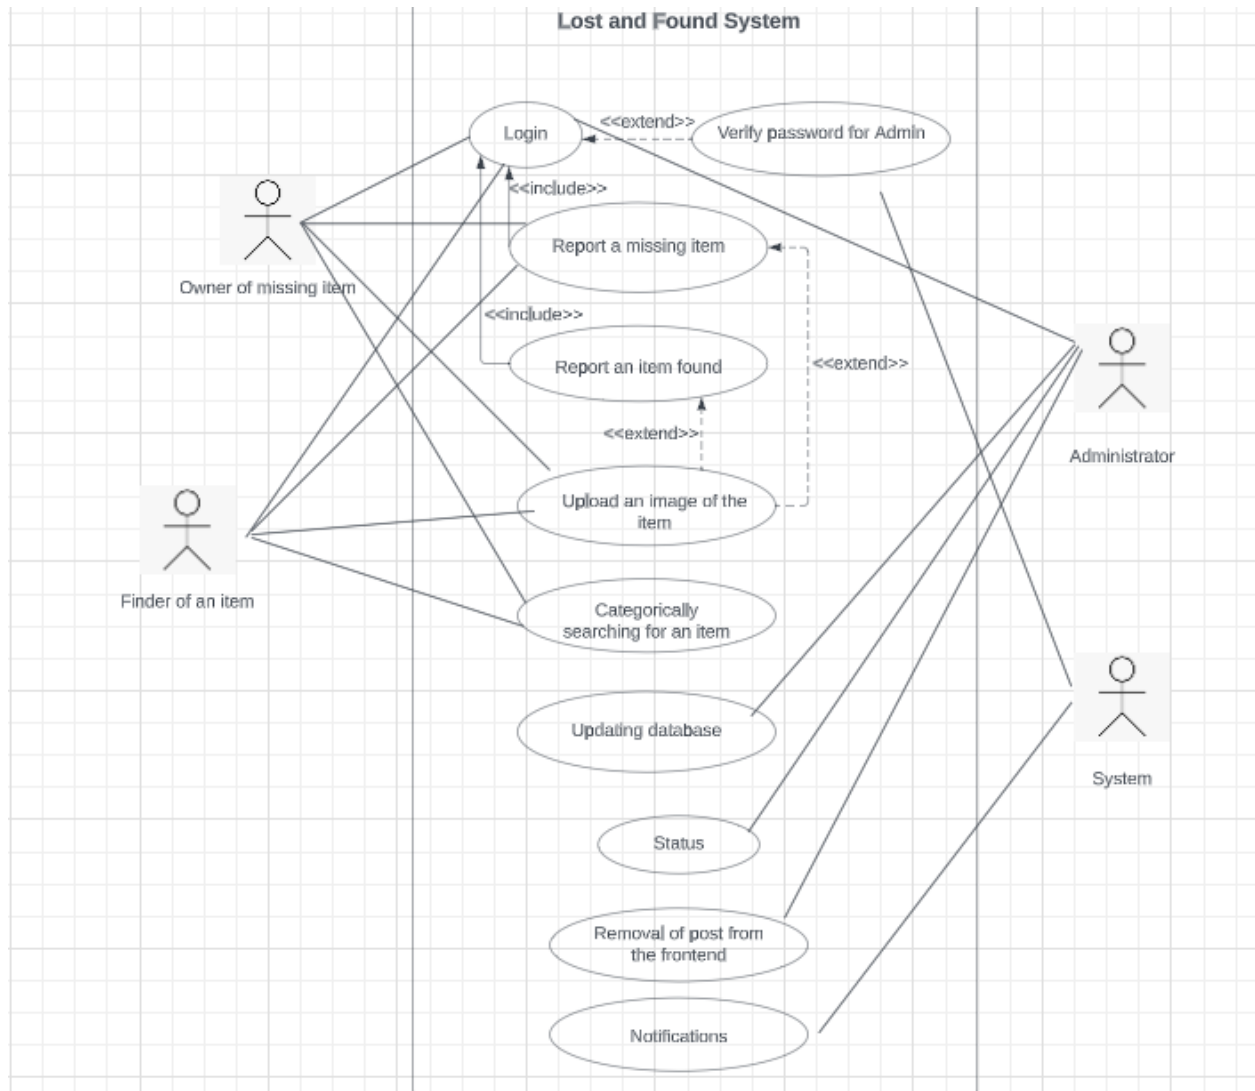 Lost and Found System
Login
<<extend>>
Verify password for Admin
<<include>>
Report a missing item
Owner of missing item
<<include>>
Report an item found
<<extend>>
<<extend>>
Administrator
Upload an image of the
item
Finder of an item
Categorically
searching for an item
Updating database
System
Status
Removal of post from
the frontend
Notifications